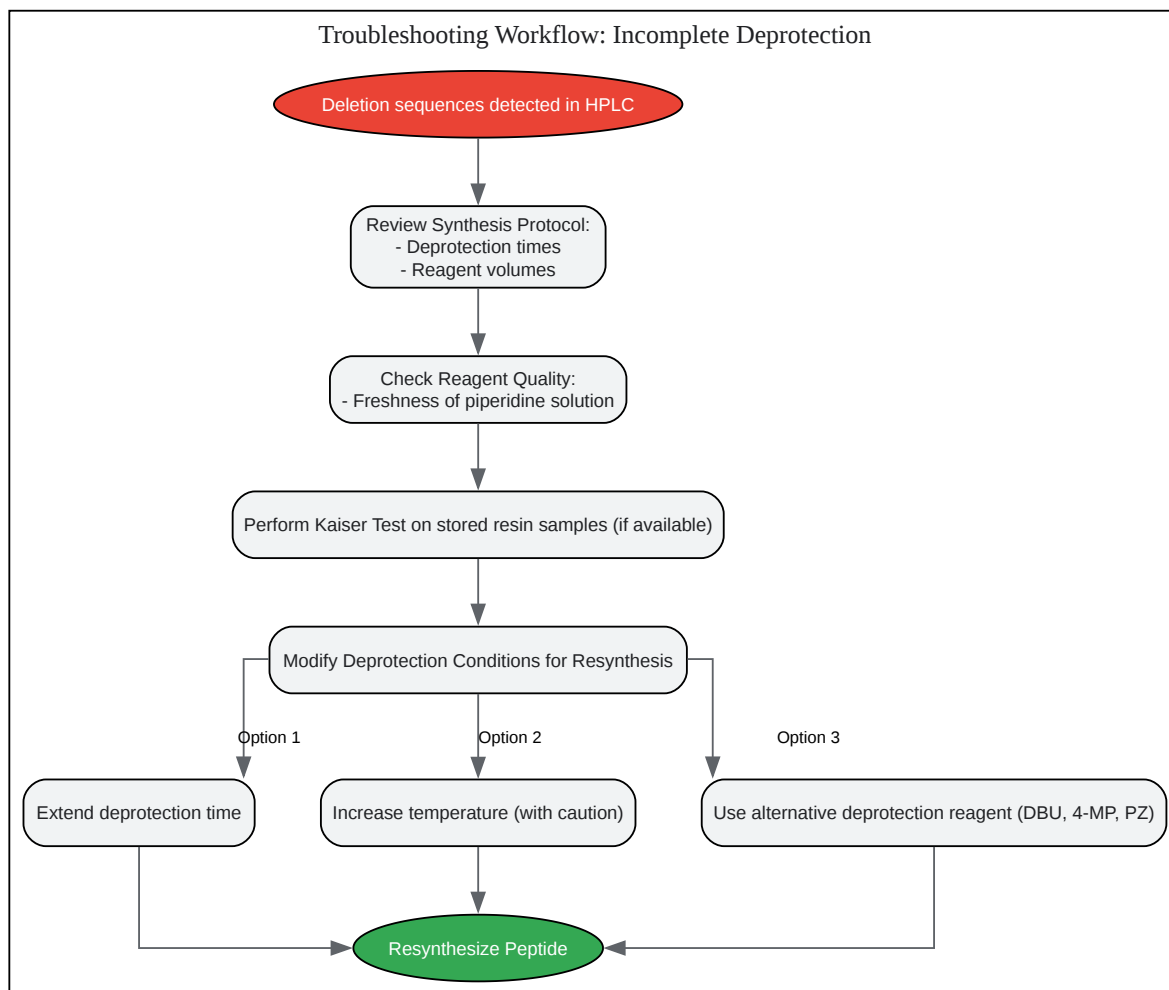 Troubleshooting Workflow: Incomplete Deprotection
Deletion sequences detected in HPLC
Review Synthesis Protocol:
- Deprotection times
- Reagent volumes
Check Reagent Quality:
- Freshness of piperidine solution
Perform Kaiser Test on stored resin samples (if available)
Modify Deprotection Conditions for Resynthesis
Option 1
Option 2
Option 3
Extend deprotection time
Increase temperature (with caution)
Use alternative deprotection reagent (DBU, 4-MP, PZ)
Resynthesize Peptide